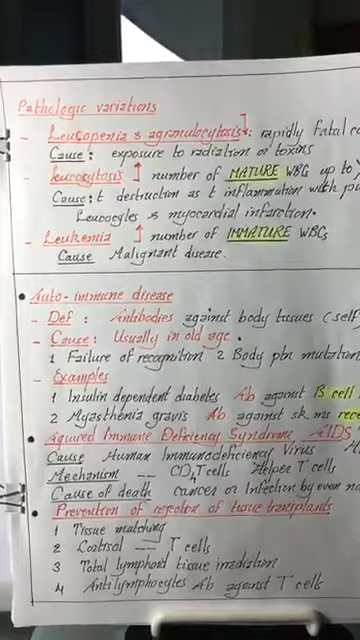 Pathologic variations
- Leucopenia & agranulocytosis: rapidly fatal
Cause: exposure to radiation or toxins
- leucocytosis ↑ number of MATURE WBC up to
Cause: t destruction as t inflammation with
Leucocytes & myocardial infarction.
- Leukemia ↑ number of IMMATURE WBCs
Cause Malignant disease.
• Auto-immune disease
- Def : Antibodies against body tissues (self
- Cause: Usually in old age.
1 Failure of recognition 2 Body ptn mutation
- Examples
1 Insulin dependent diabetes Ab against B cell
2 Myasthenia gravis Ab against sk. ms
• Aquired Immune Deficiency Syndrome AIDS
Cause Human Immunodeficiency Virus
Mechanism — CD4 T cells Helper T cells
Cause of death cancer or Infection by even
• Prevention of rejection of tissue transplants
1 Tissue matching
2 Cortisol — T cells
3 Total lymphoid tissue irradiation
4 Antilymphocytes Ab against T cells